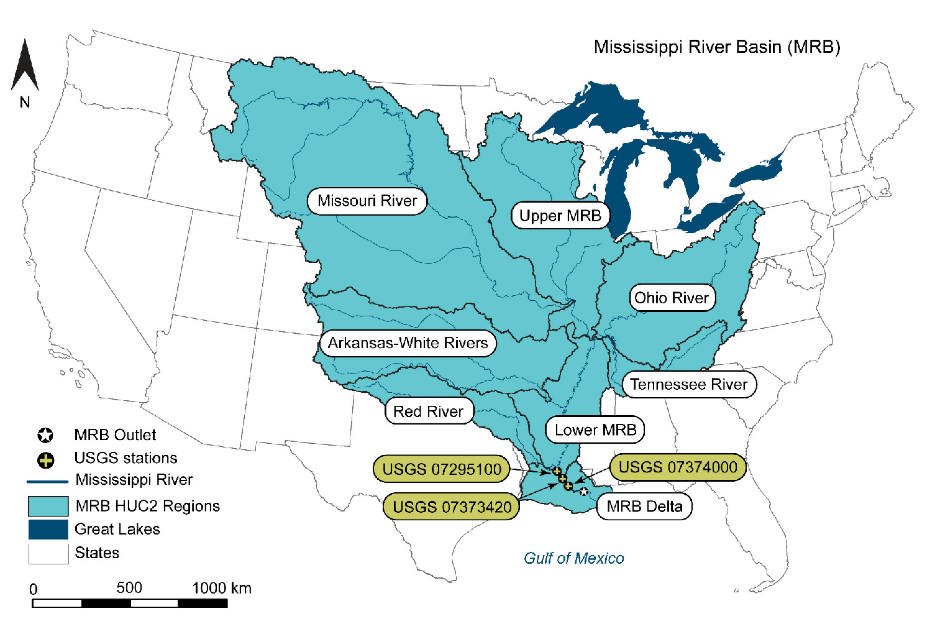 Mississippi River Basin (MRB)
N
Missouri River
Upper MRB
Ohio River
Arkansas-White Rivers
Tennessee River
Red River
Lower MRB
MRB Outlet
USGS stations
Mississippi River
MRB HUC2 Regions
Great Lakes
States
USGS 07295100
USGS 07374000
USGS 07373420
MRB Delta
Gulf of Mexico
0 500 1000 km